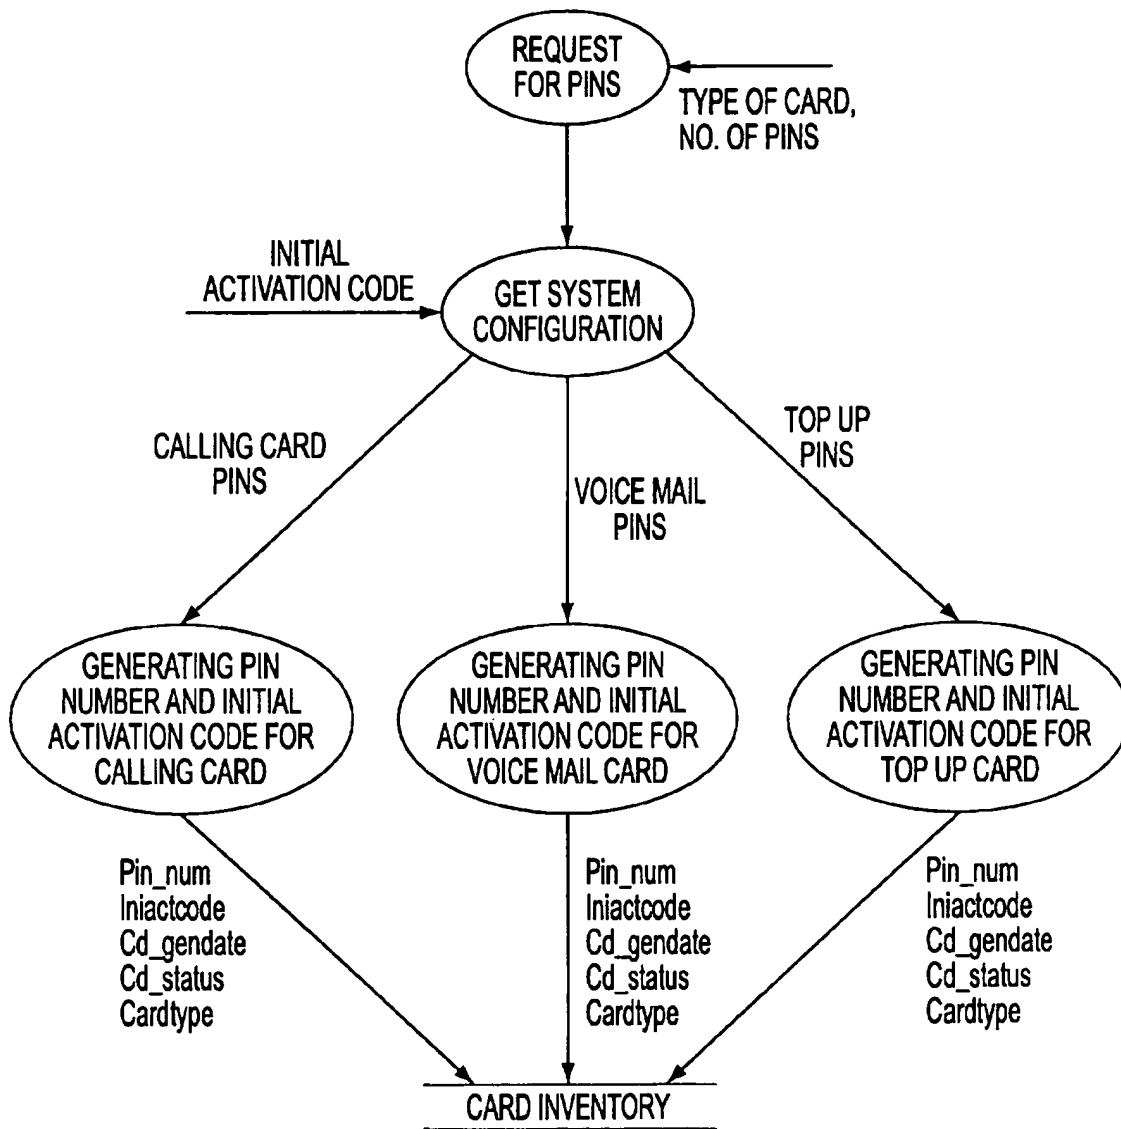 REQUEST
FOR PINS
TYPE OF CARD,
NO. OF PINS
INITIAL
ACTIVATION CODE
GET SYSTEM
CONFIGURATION
CALLING CARD
PINS
VOICE MAIL
PINS
TOP UP
PINS
GENERATING PIN
NUMBER AND INITIAL
ACTIVATION CODE FOR
CALLING CARD
GENERATING PIN
NUMBER AND INITIAL
ACTIVATION CODE FOR
VOICE MAIL CARD
GENERATING PIN
NUMBER AND INITIAL
ACTIVATION CODE FOR
TOP UP CARD
Pin_num
Iniactcode
Cd_gendate
Cd_status
Cardtype
Pin_num
Iniactcode
Cd_gendate
Cd_status
Cardtype
Pin_num
Iniactcode
Cd_gendate
Cd_status
Cardtype
CARD INVENTORY